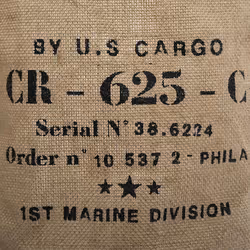 BY U.S CARGO
CR - 625 - C
Serial N° 38.6224
Order n° 10 537 2 - PHILA
1ST MARINE DIVISION